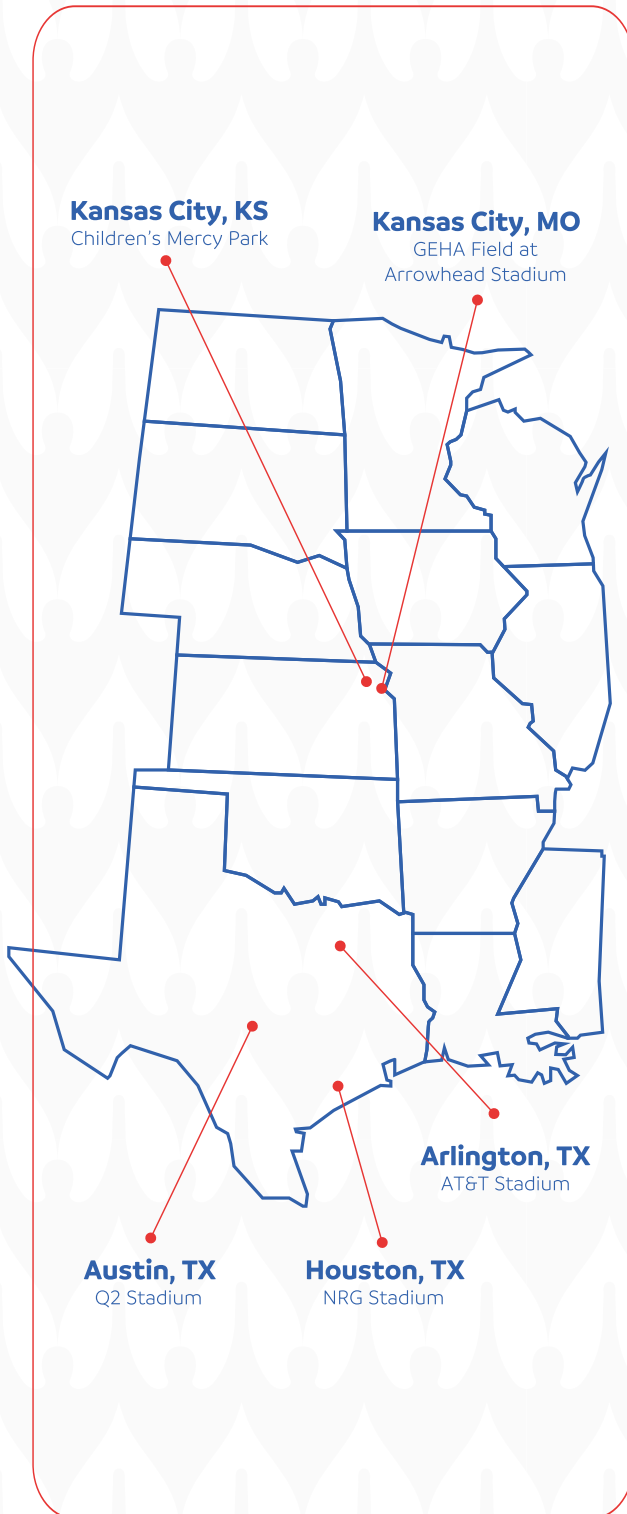 Kansas City, KS
Children's Mercy Park
Kansas City, MO
GEHA Field at
Arrowhead Stadium
Arlington, TX
AT&T Stadium
Austin, TX
Q2 Stadium
Houston, TX
NRG Stadium